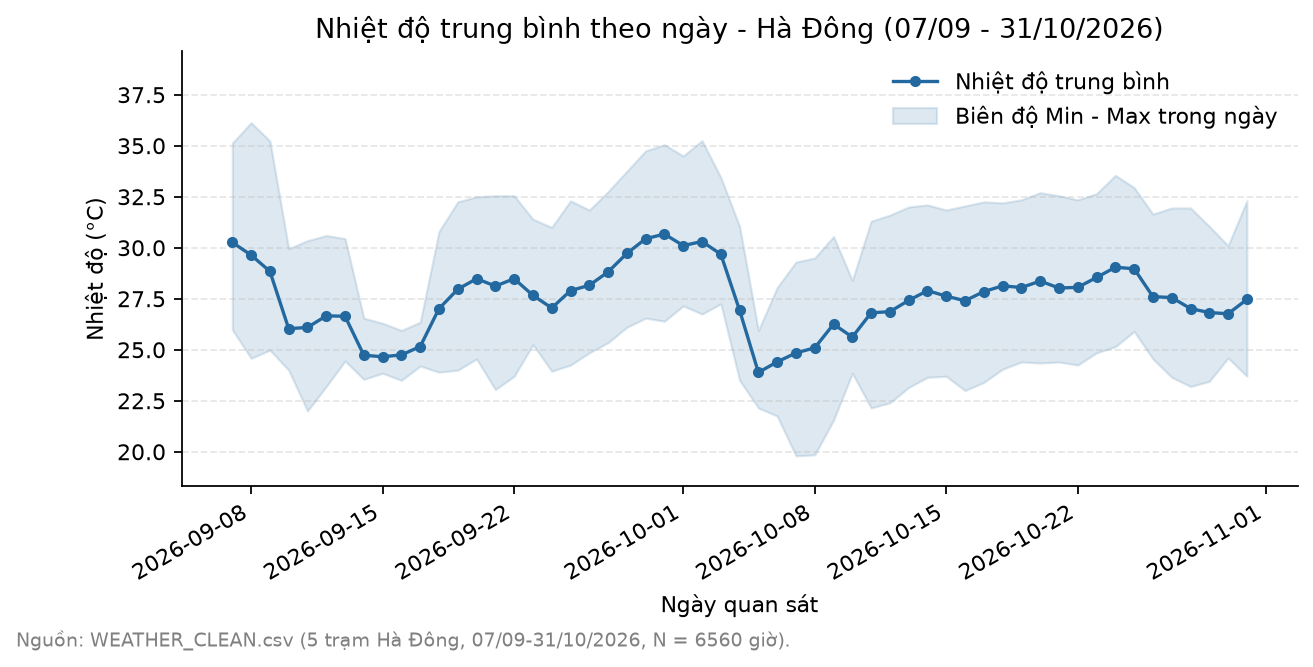 Nhiệt độ trung bình theo ngày - Hà Đông (07/09 - 31/10/2026)
Nhiệt độ trung bình
Biên độ Min - Max trong ngày
Nhiệt độ (°C)
37.5
35.0
32.5
30.0
27.5
25.0
22.5
20.0
2026-09-08
2026-09-15
2026-09-22
2026-10-01
2026-10-08
2026-10-15
2026-10-22
2026-11-01
Ngày quan sát
Nguồn: WEATHER_CLEAN.csv (5 trạm Hà Đông, 07/09-31/10/2026, N = 6560 giờ).